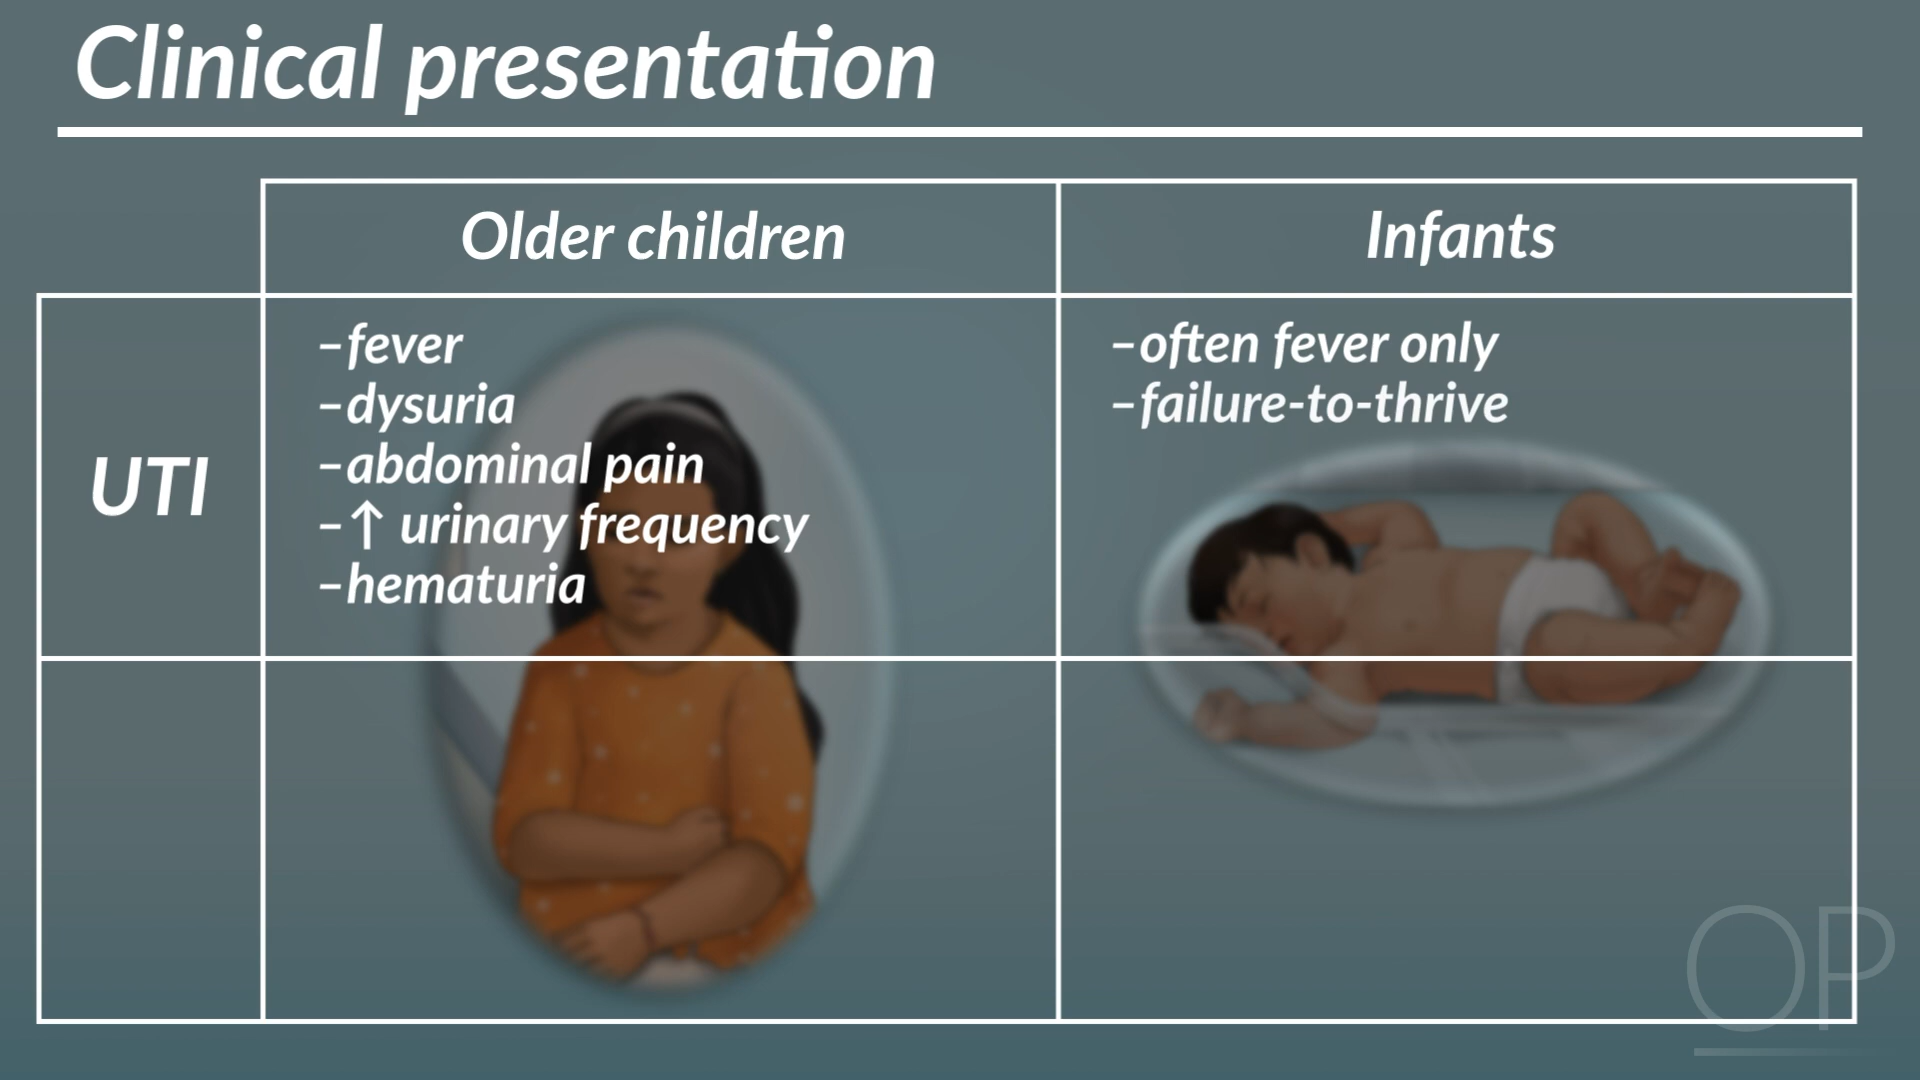 Clinical presentation
Older children
Infants
UTI
–fever
–dysuria
–abdominal pain
–↑ urinary frequency
–hematuria
–often fever only
–failure-to-thrive
OP